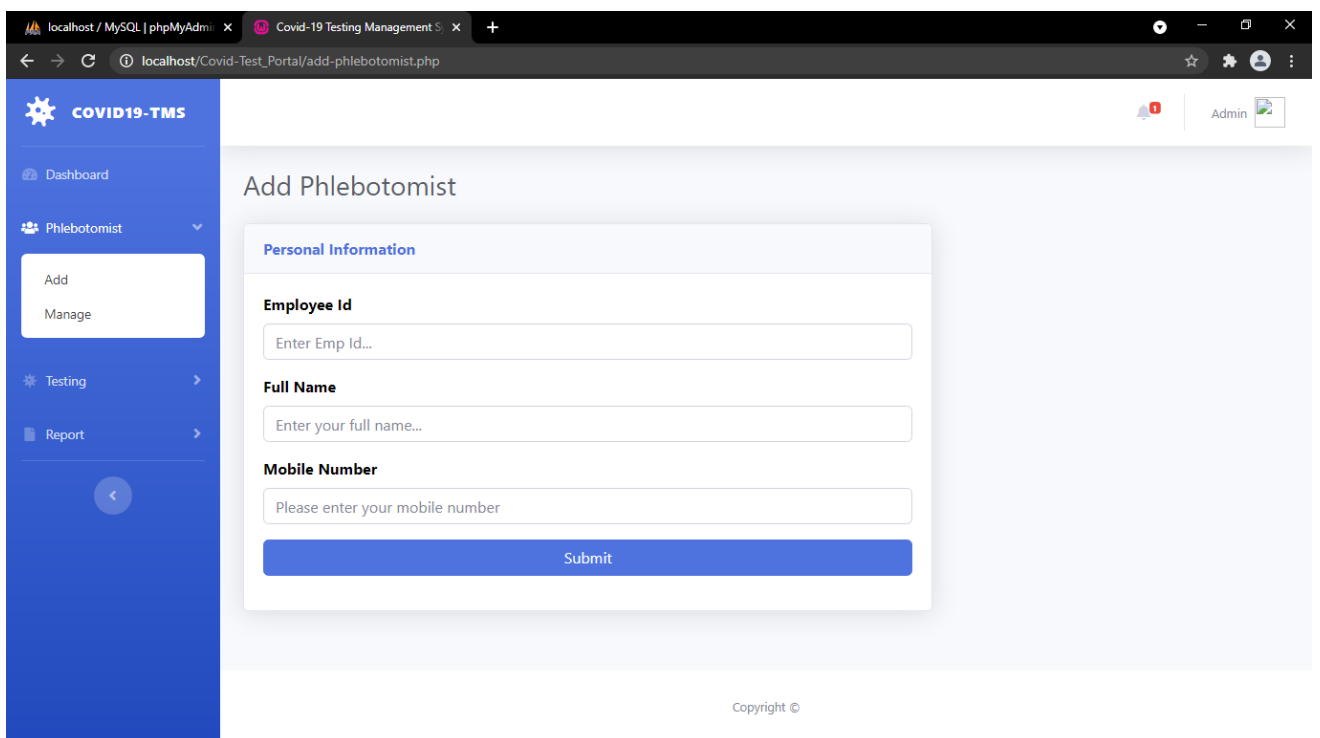 localhost / MySQL | phpMyAdmi
Covid-19 Testing Management S
localhost/Covid-Test_Portal/add-phlebotomist.php
COVID19-TMS
1
Admin
Dashboard
Phlebotomist
Add
Manage
Testing
Report
Add Phlebotomist
Personal Information
Employee Id
Enter Emp Id...
Full Name
Enter your full name...
Mobile Number
Please enter your mobile number
Submit
Copyright ©